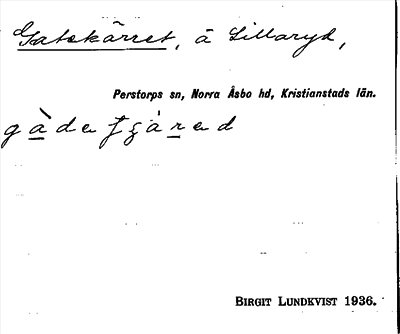 Gatekärret, å Lillaryd,
Perstorps sn, Norra Åsbo hd, Kristianstads län.
BIRGIT LUNDKVIST 1936.